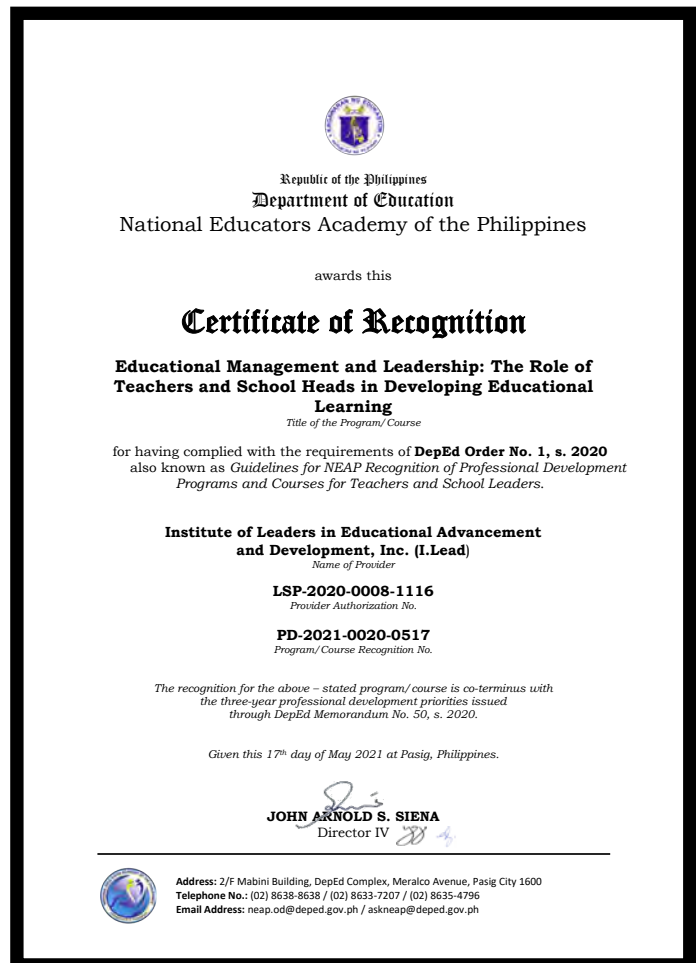 Republic of the Philippines
Department of Education
National Educators Academy of the Philippines
awards this
Certificate of Recognition
Educational Management and Leadership: The Role of
Teachers and School Heads in Developing Educational
Learning
Title of the Program/Course
for having complied with the requirements of DepEd Order No. 1, s. 2020
also known as Guidelines for NEAP Recognition of Professional Development
Programs and Courses for Teachers and School Leaders.
Institute of Leaders in Educational Advancement
and Development, Inc. (I.Lead)
Name of Provider
LSP-2020-0008-1116
Provider Authorization No.
PD-2021-0020-0517
Program/Course Recognition No.
The recognition for the above – stated program/course is co-terminus with
the three-year professional development priorities issued
through DepEd Memorandum No. 50, s. 2020.
Given this 17th day of May 2021 at Pasig, Philippines.
JOHN ARNOLD S. SIENA
Director IV
Address: 2/F Mabini Building, DepEd Complex, Meralco Avenue, Pasig City 1600
Telephone No.: (02) 8638-8638 / (02) 8633-7207 / (02) 8635-4796
Email Address: neap.od@deped.gov.ph / askneap@deped.gov.ph